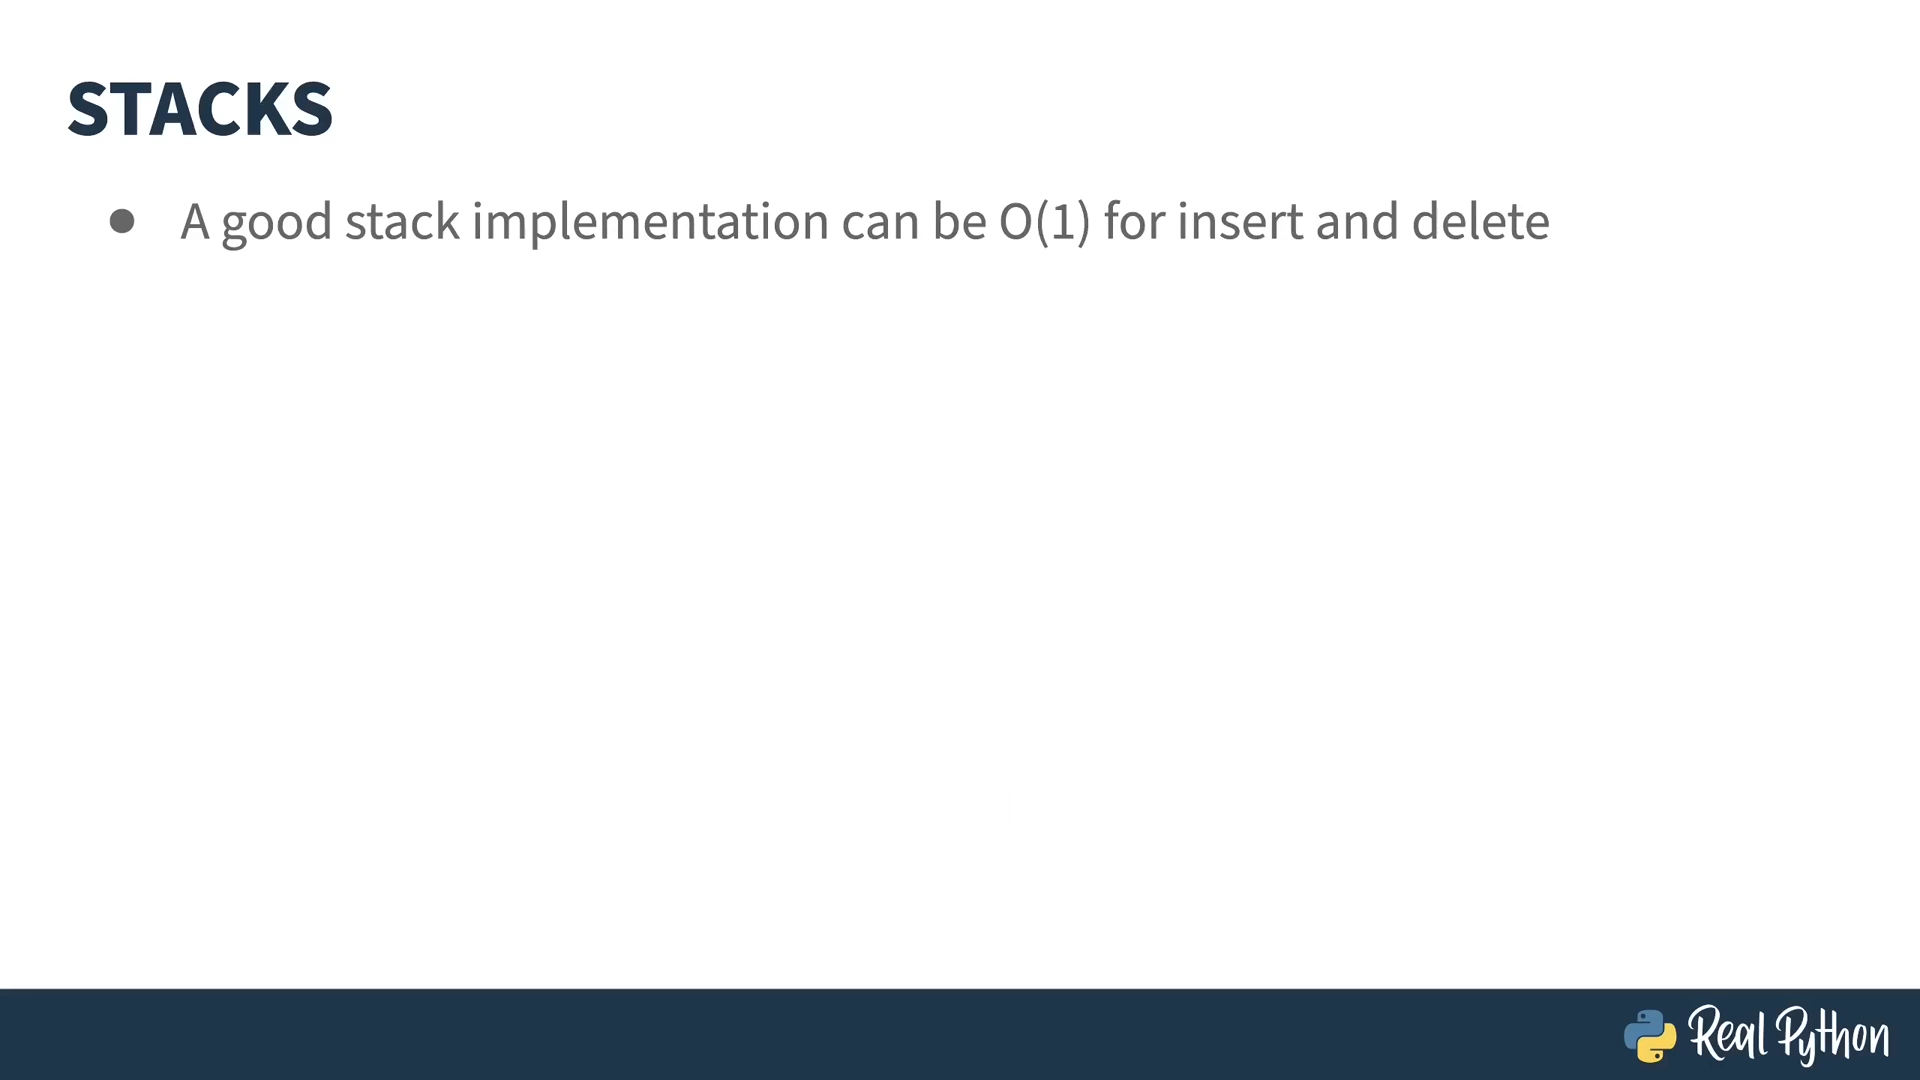 STACKS
● A good stack implementation can be O(1) for insert and delete
Real Python